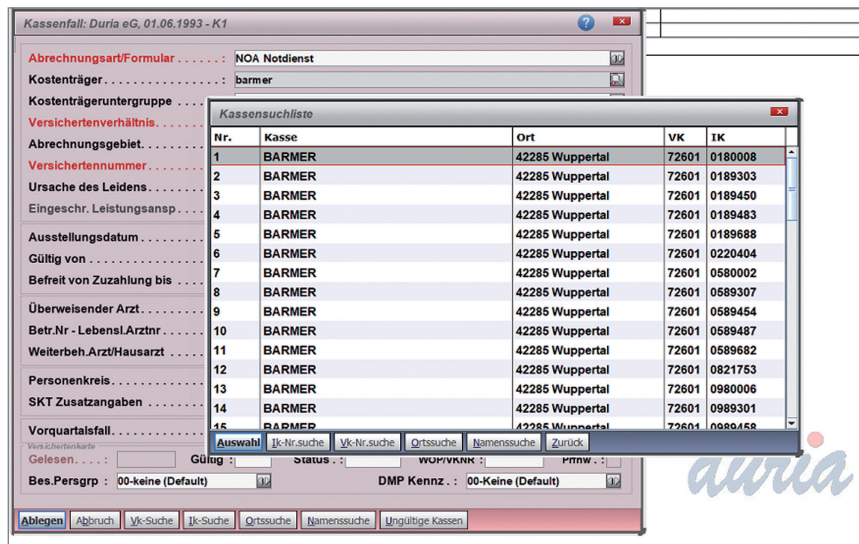 Kassenfall: Duria eG, 01.06.1993 - K1
Abrechnungsart/Formular . . . . . . : NOA Notdienst
Kostenträger . . . . . . . . . . . . . . . : barmer
Kostenträgeruntergruppe . . . .
Versichertenverhältnis. . . . . . .
Abrechnungsgebiet. . . . . . . . .
Versichertennummer. . . . . . . .
Ursache des Leidens. . . . . . . .
Eingeschr. Leistungsansp . . . .
Ausstellungsdatum . . . . . . . . .
Gültig von . . . . . . . . . . . . . . . .
Befreit von Zuzahlung bis . . . .
Überweisender Arzt. . . . . . . . .
Betr.Nr - Lebensl.Arztnr . . . . . .
Weiterbeh.Arzt/Hausarzt . . . . .
Personenkreis. . . . . . . . . . . . .
SKT Zusatzangaben . . . . . . . .
Vorquartalsfall. . . . . . . . . . . . .
Kassensuchliste
Nr. Kasse Ort VK IK
1 BARMER 42285 Wuppertal 72601 0180008
2 BARMER 42285 Wuppertal 72601 0189303
3 BARMER 42285 Wuppertal 72601 0189450
4 BARMER 42285 Wuppertal 72601 0189483
5 BARMER 42285 Wuppertal 72601 0189688
6 BARMER 42285 Wuppertal 72601 0220404
7 BARMER 42285 Wuppertal 72601 0580002
8 BARMER 42285 Wuppertal 72601 0589307
9 BARMER 42285 Wuppertal 72601 0589454
10 BARMER 42285 Wuppertal 72601 0589487
11 BARMER 42285 Wuppertal 72601 0589682
12 BARMER 42285 Wuppertal 72601 0821753
13 BARMER 42285 Wuppertal 72601 0980006
14 BARMER 42285 Wuppertal 72601 0989301
15 BARMER 42285 Wuppertal 72601 0989458
Auswahl Ik-Nr.suche Vk-Nr.suche Ortssuche Namenssuche Zurück
Versichertenkarte
Gelesen. . . . : Gültig : Status . : WOP/VKNR : Prfnw . :
Bes.Persgrp : 00-keine (Default) DMP Kennz. : 00-Keine (Default)
Ablegen Abbruch Vk-Suche Ik-Suche Ortssuche Namenssuche Ungültige Kassen
duria